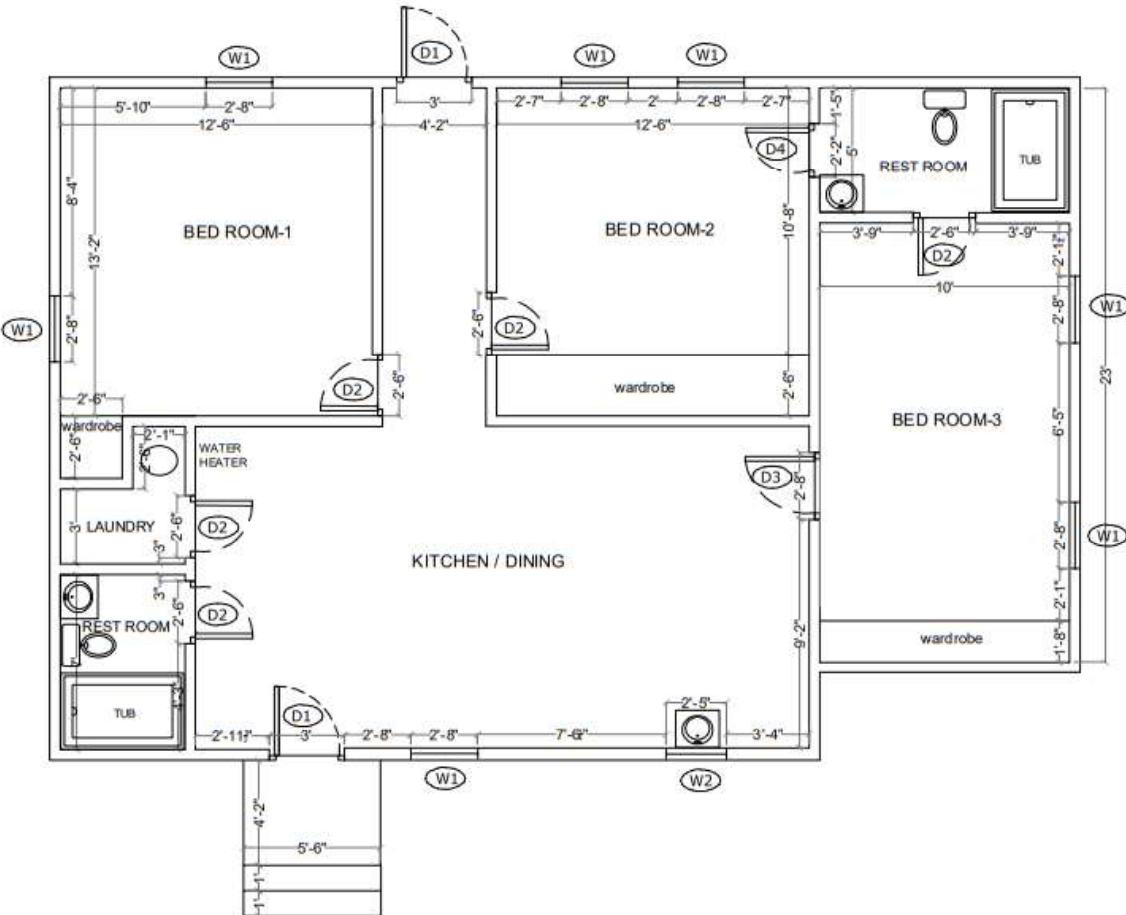 D1
W1
W1
W1
5'-10"
2'-8"
3'
2'-7"
2'-8"
2'
2'-8"
2'-7"
1'-5"
12'-6"
4'-2"
12'-6"
D4
2'-2"
5'
REST ROOM
TUB
8'-4"
13'-2"
BED ROOM-1
BED ROOM-2
10'-8"
3'-9"
2'-6"
3'-9"
D2
10'
W1
2'-8"
W1
2'-8"
2'-6"
D2
23'
D2
2'-6"
wardrobe
2'-6"
2'-6"
wardrobe
2'-6"
2'-1"
2'-6"
WATER
HEATER
BED ROOM-3
6'-5"
D3
2'-8"
3'
LAUNDRY
2'-6"
D2
3"
KITCHEN / DINING
2'-8"
W1
3"
2'-6"
D2
REST ROOM
2'-1"
wardrobe
1'-8"
9'-2"
TUB
D1
2'-5"
3'
2'-8"
2'-8"
3'-4"
W1
W2
4'-2"
5'-6"
1'
1'